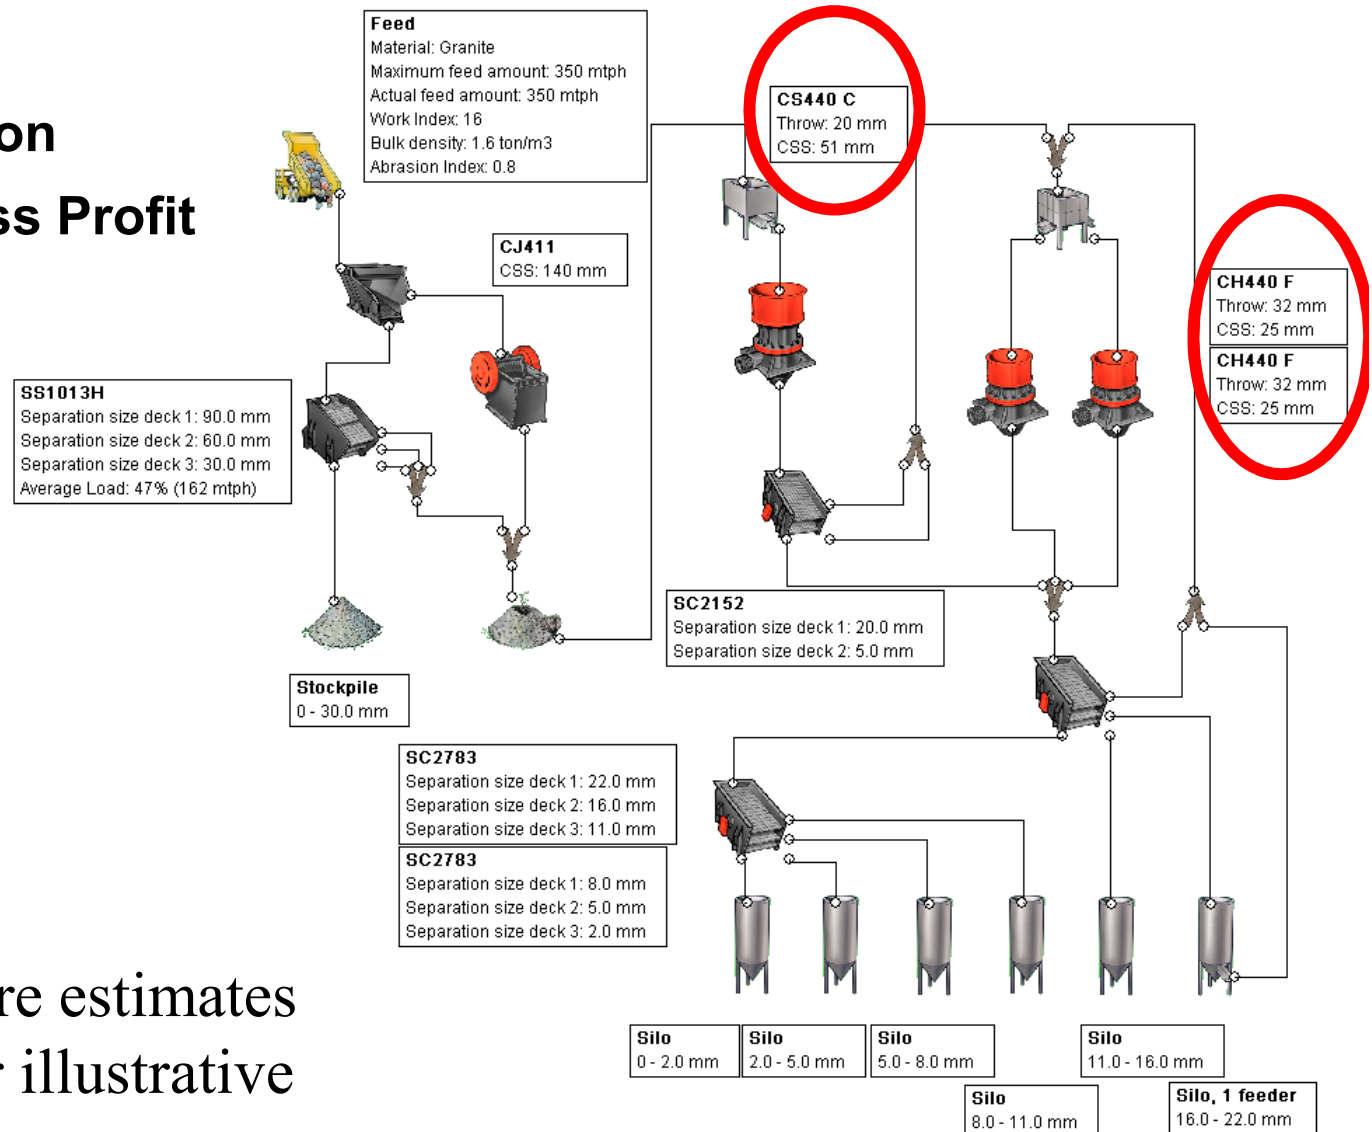 on
ss Profit
Feed
Material: Granite
Maximum feed amount: 350 mtph
Actual feed amount: 350 mtph
Work Index: 16
Bulk density: 1.6 ton/m3
Abrasion Index: 0.8
CS440 C
Throw: 20 mm
CSS: 51 mm
CJ411
CSS: 140 mm
CH440 F
Throw: 32 mm
CSS: 25 mm
CH440 F
Throw: 32 mm
CSS: 25 mm
SS1013H
Separation size deck 1: 90.0 mm
Separation size deck 2: 60.0 mm
Separation size deck 3: 30.0 mm
Average Load: 47% (162 mtph)
SC2152
Separation size deck 1: 20.0 mm
Separation size deck 2: 5.0 mm
Stockpile
0 - 30.0 mm
SC2783
Separation size deck 1: 22.0 mm
Separation size deck 2: 16.0 mm
Separation size deck 3: 11.0 mm
SC2783
Separation size deck 1: 8.0 mm
Separation size deck 2: 5.0 mm
Separation size deck 3: 2.0 mm
re estimates
r illustrative
Silo
0 - 2.0 mm
Silo
2.0 - 5.0 mm
Silo
5.0 - 8.0 mm
Silo
8.0 - 11.0 mm
Silo
11.0 - 16.0 mm
Silo, 1 feeder
16.0 - 22.0 mm